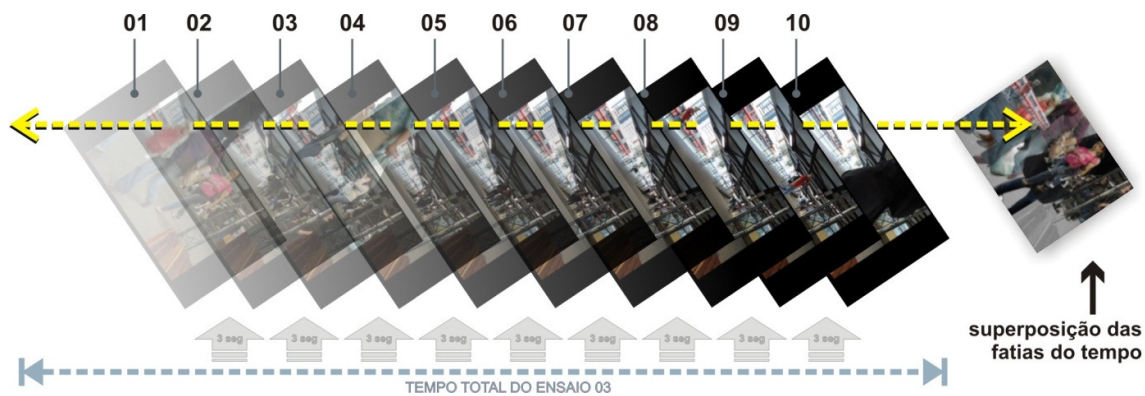 01 02 03 04 05 06 07 08 09 10
3 seg 3 seg 3 seg 3 seg 3 seg 3 seg 3 seg 3 seg 3 seg
TEMPO TOTAL DO ENSAIO 03
superposição das
fatias do tempo